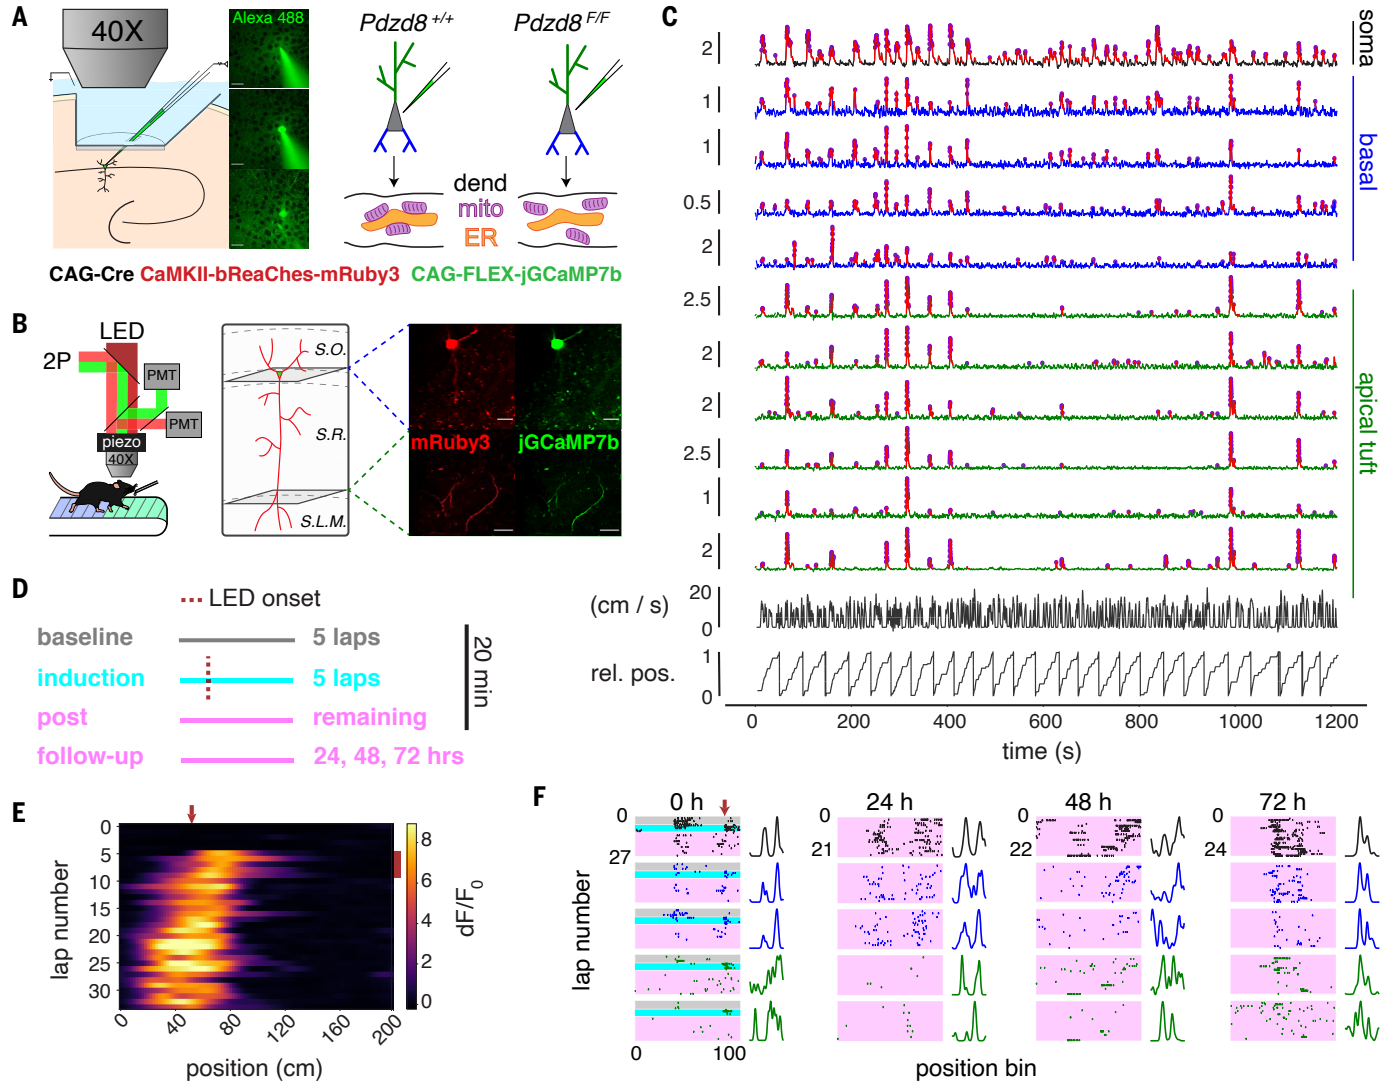 A
40X
Alexa 488
Pdzd8 +/+
Pdzd8 F/F
dend
mito
ER
CAG-Cre CaMKII-bReaChes-mRuby3 CAG-FLEX-jGCaMP7b
B
LED
2P
PMT
PMT
piezo
40X
S.O.
S.R.
S.L.M.
mRuby3
jGCaMP7b
C
2
1
1
0.5
2
2.5
2
2
2.5
1
2
soma
basal
apical tuft
(cm / s)
20
0
rel. pos.
1
0
0 200 400 600 800 1000 1200
time (s)
D
LED onset
baseline 5 laps
induction 5 laps
post remaining
follow-up 24, 48, 72 hrs
20 min
E
lap number
0
5
10
15
20
25
30
0 40 80 120 160 200
position (cm)
8
6
4
2
0
dF/F0
F
0 h 24 h 48 h 72 h
0 0 0 0
27 21 22 24
lap number
0 100
position bin